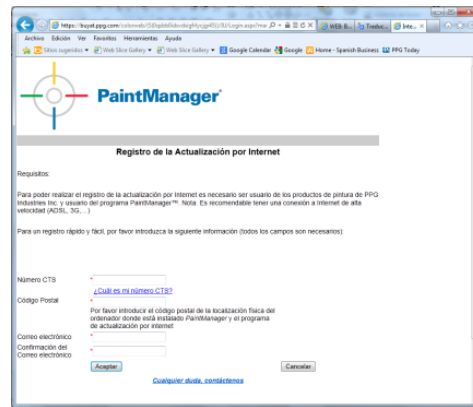 Archivo Edición Ver Favoritos Herramientas Ayuda
Sitios sugeridos Web Slice Gallery Web Slice Gallery Google Calendar Google Home - Spanish Business PPG Today
PaintManager
Registro de la Actualización por Internet
Requisitos:
Para poder realizar el registro de la actualización por Internet es necesario ser usuario de los productos de pintura de PPG
Industries Inc. y usuario del programa PaintManager™. Nota: Es recomendable tener una conexión a Internet de alta
velocidad (ADSL, 3G,...)
Para un registro rápido y fácil, por favor introduzca la siguiente información (todos los campos son necesarios):
Número CTS *
¿Cuál es mi número CTS?
Código Postal *
Por favor introducir el código postal de la localización física del
ordenador donde está instalado PaintManager y el programa
de actualización por internet
Correo electrónico *
Confirmación del
Correo electrónico *
Aceptar Cancelar
Cualquier duda, contáctenos